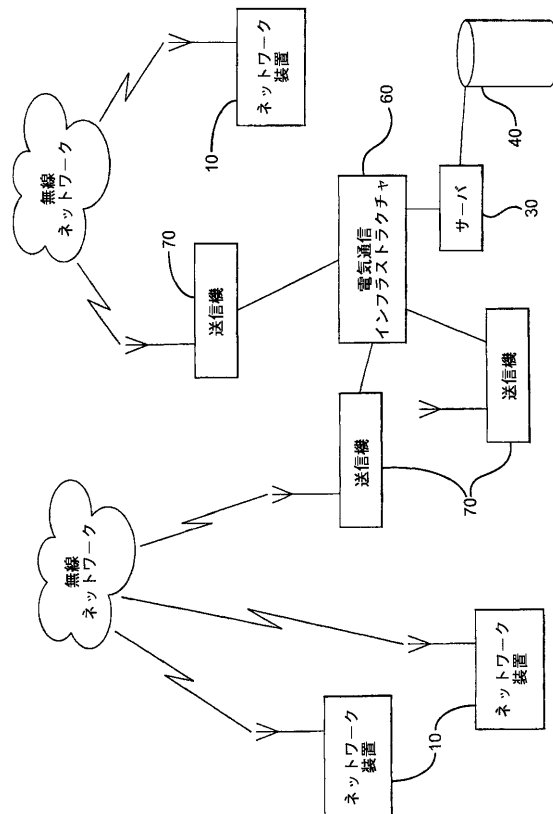 無線
ネットワーク
ネットワーク
装置
10
送信機
70
無線
ネットワーク
電気通信
インフラストラクチャ
60
サーバ
30
40
送信機
送信機
70
ネットワーク
装置
ネットワーク
装置
10